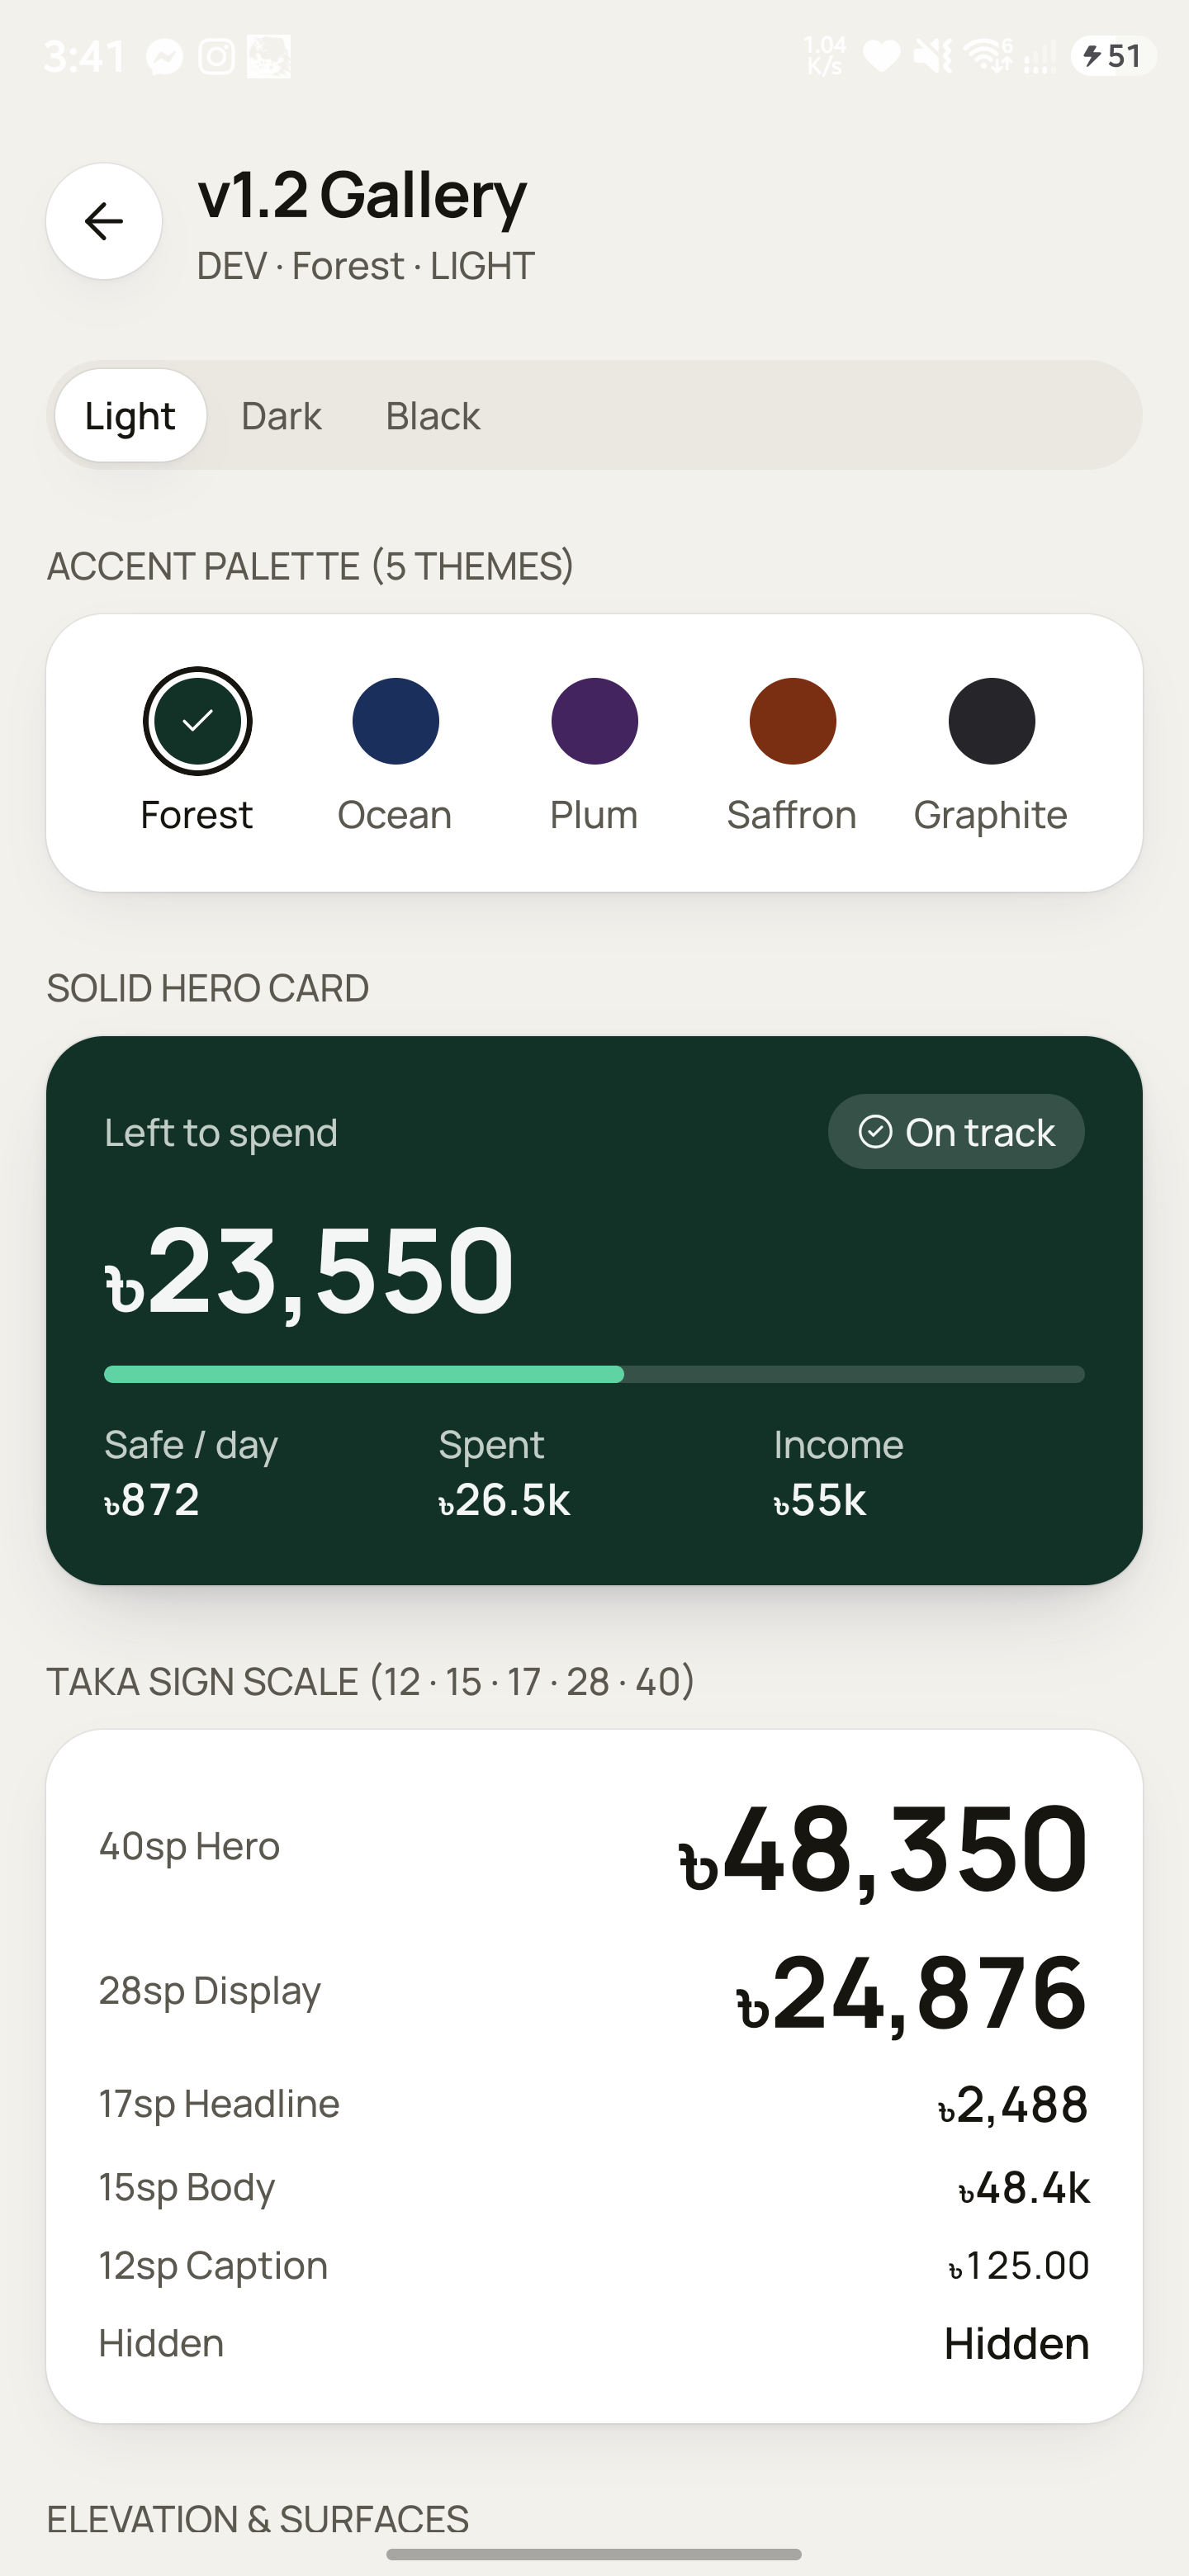 3:41 1.04 K/s 6 51
v1.2 Gallery
DEV · Forest · LIGHT
Light Dark Black
ACCENT PALETTE (5 THEMES)
Forest Ocean Plum Saffron Graphite
SOLID HERO CARD
Left to spend On track
৳23,550
Safe / day Spent Income
৳872 ৳26.5k ৳55k
TAKA SIGN SCALE (12 · 15 · 17 · 28 · 40)
40sp Hero ৳48,350
28sp Display ৳24,876
17sp Headline ৳2,488
15sp Body ৳48.4k
12sp Caption ৳125.00
Hidden Hidden
ELEVATION & SURFACES